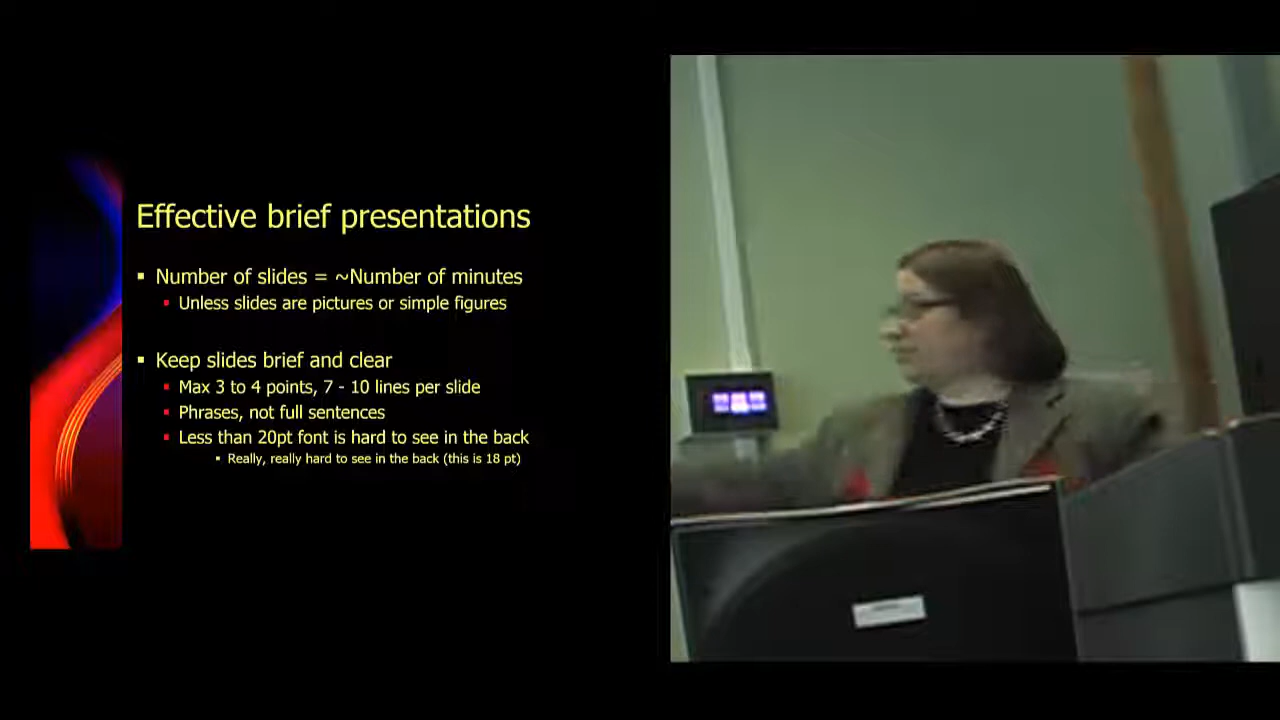 Effective brief presentations
Number of slides = ~Number of minutes
Unless slides are pictures or simple figures
Keep slides brief and clear
Max 3 to 4 points, 7 - 10 lines per slide
Phrases, not full sentences
Less than 20pt font is hard to see in the back
Really, really hard to see in the back (this is 18 pt)